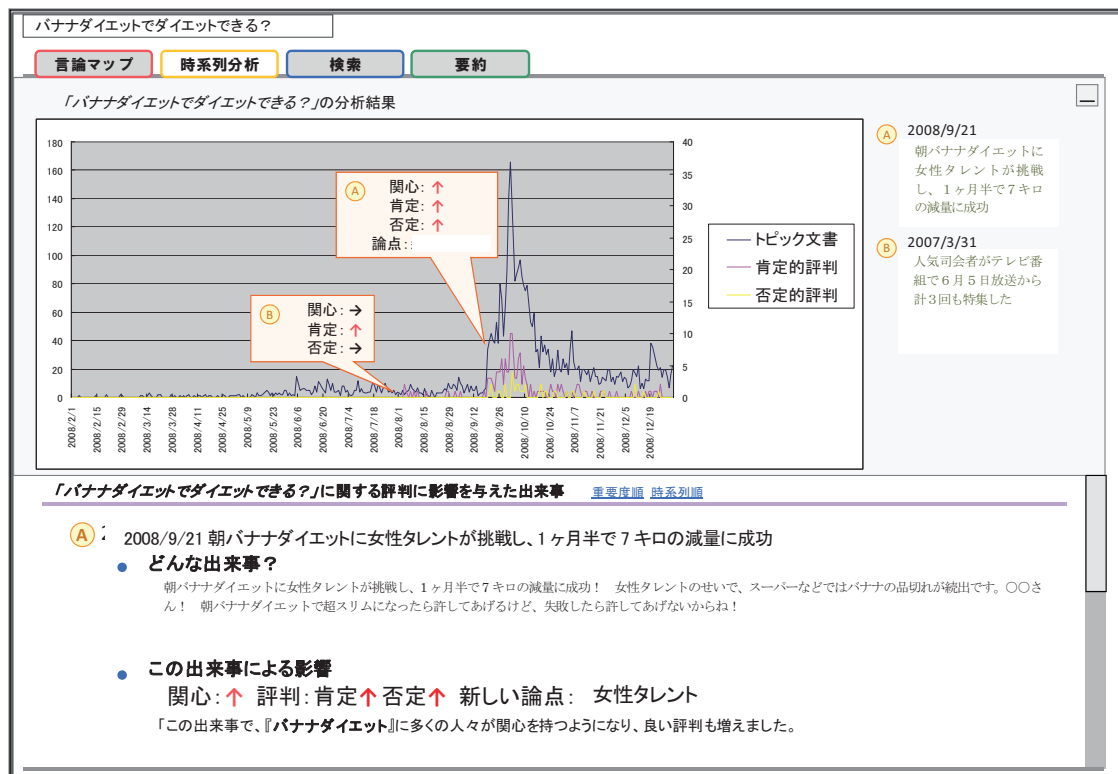 バナナダイエットでダイエットできる？
言論マップ
時系列分析
検索
要約
「バナナダイエットでダイエットできる？」の分析結果
180
160
140
120
100
80
60
40
20
0
40
35
30
25
20
15
10
5
0
2008/2/1
2008/2/15
2008/2/29
2008/3/14
2008/3/28
2008/4/11
2008/4/25
2008/5/9
2008/5/23
2008/6/6
2008/6/20
2008/7/4
2008/7/18
2008/8/1
2008/8/15
2008/8/29
2008/9/12
2008/9/26
2008/10/10
2008/10/24
2008/11/7
2008/11/21
2008/12/5
2008/12/19
A
関心：↑
肯定：↑
否定：↑
論点：
B
関心：→
肯定：↑
否定：→
トピック文書
肯定的評判
否定的評判
A 2008/9/21
朝バナナダイエットに
女性タレントが挑戦
し、1ヶ月半で7キロ
の減量に成功
B 2007/3/31
人気司会者がテレビ番
組で6月5日放送から
計3回も特集した
「バナナダイエットでダイエットできる？」に関する評判に影響を与えた出来事 重要度順 時系列順
A 2008/9/21 朝バナナダイエットに女性タレントが挑戦し、1ヶ月半で7キロの減量に成功
● どんな出来事？
朝バナナダイエットに女性タレントが挑戦し、1ヶ月半で7キロの減量に成功！ 女性タレントのせいで、スーパーなどではバナナの品切れが続出です。〇〇さ
ん！ 朝バナナダイエットで超スリムになったら許してあげるけど、失敗したら許してあげないからね！
● この出来事による影響
関心：↑ 評判：肯定↑否定↑ 新しい論点： 女性タレント
「この出来事で、『バナナダイエット』に多くの人々が関心を持つようになり、良い評判も増えました。